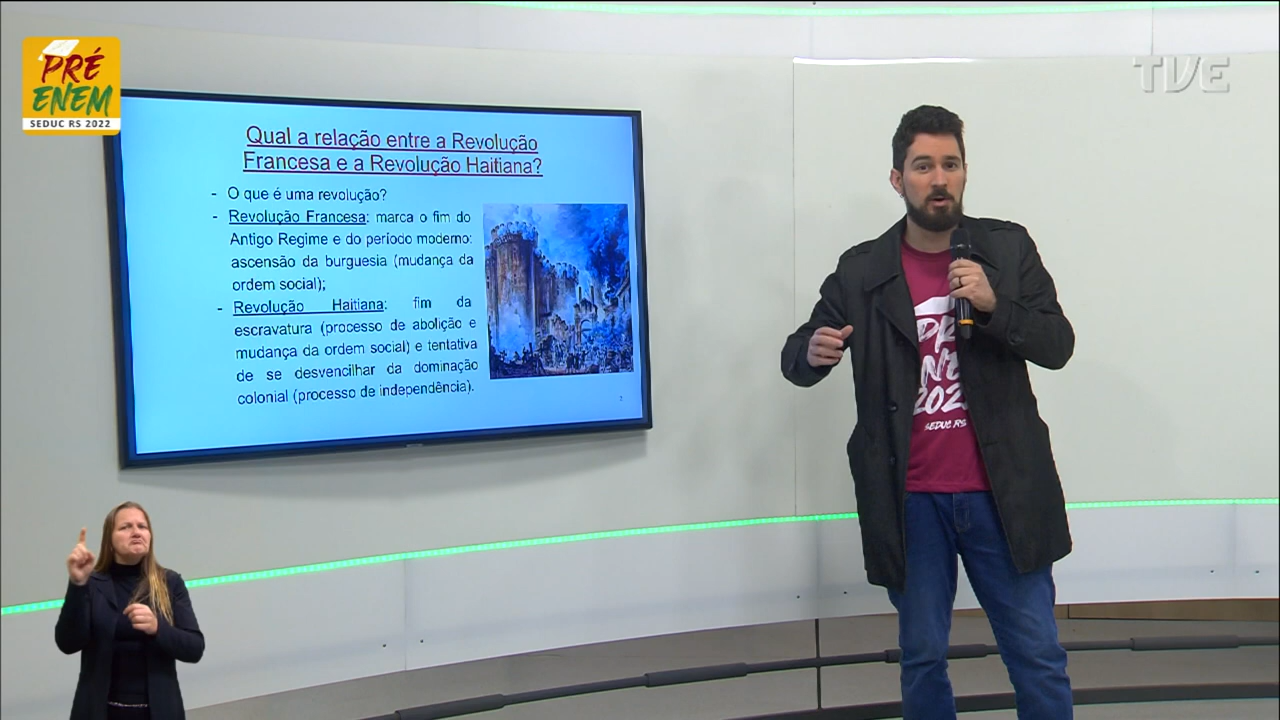 PRÉ
ENEM
SEDUC RS 2022
TVE
Qual a relação entre a Revolução
Francesa e a Revolução Haitiana?
- O que é uma revolução?
- Revolução Francesa: marca o fim do
Antigo Regime e do período moderno:
ascensão da burguesia (mudança da
ordem social);
- Revolução Haitiana: fim da
escravatura (processo de abolição e
mudança da ordem social) e tentativa
de se desvencilhar da dominação
colonial (processo de independência).
2
PR
202
SEDUC RS